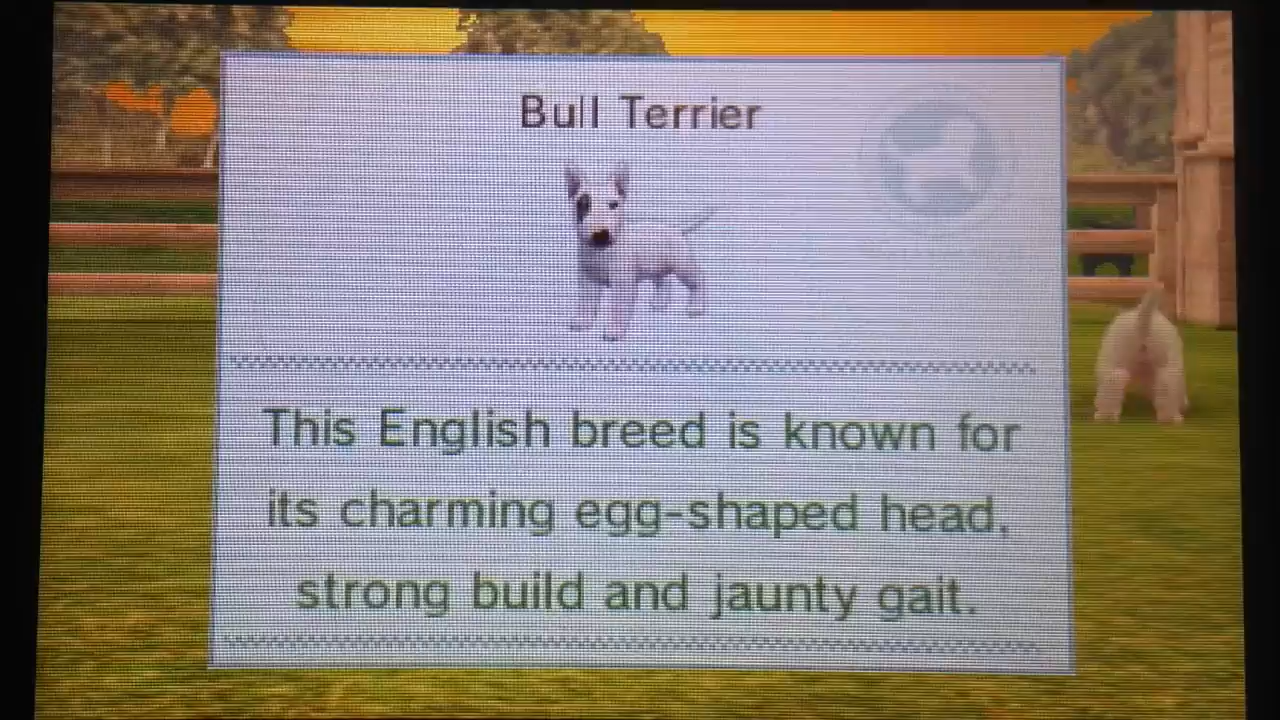 Bull Terrier
This English breed is known for
its charming egg-shaped head,
strong build and jaunty gait.